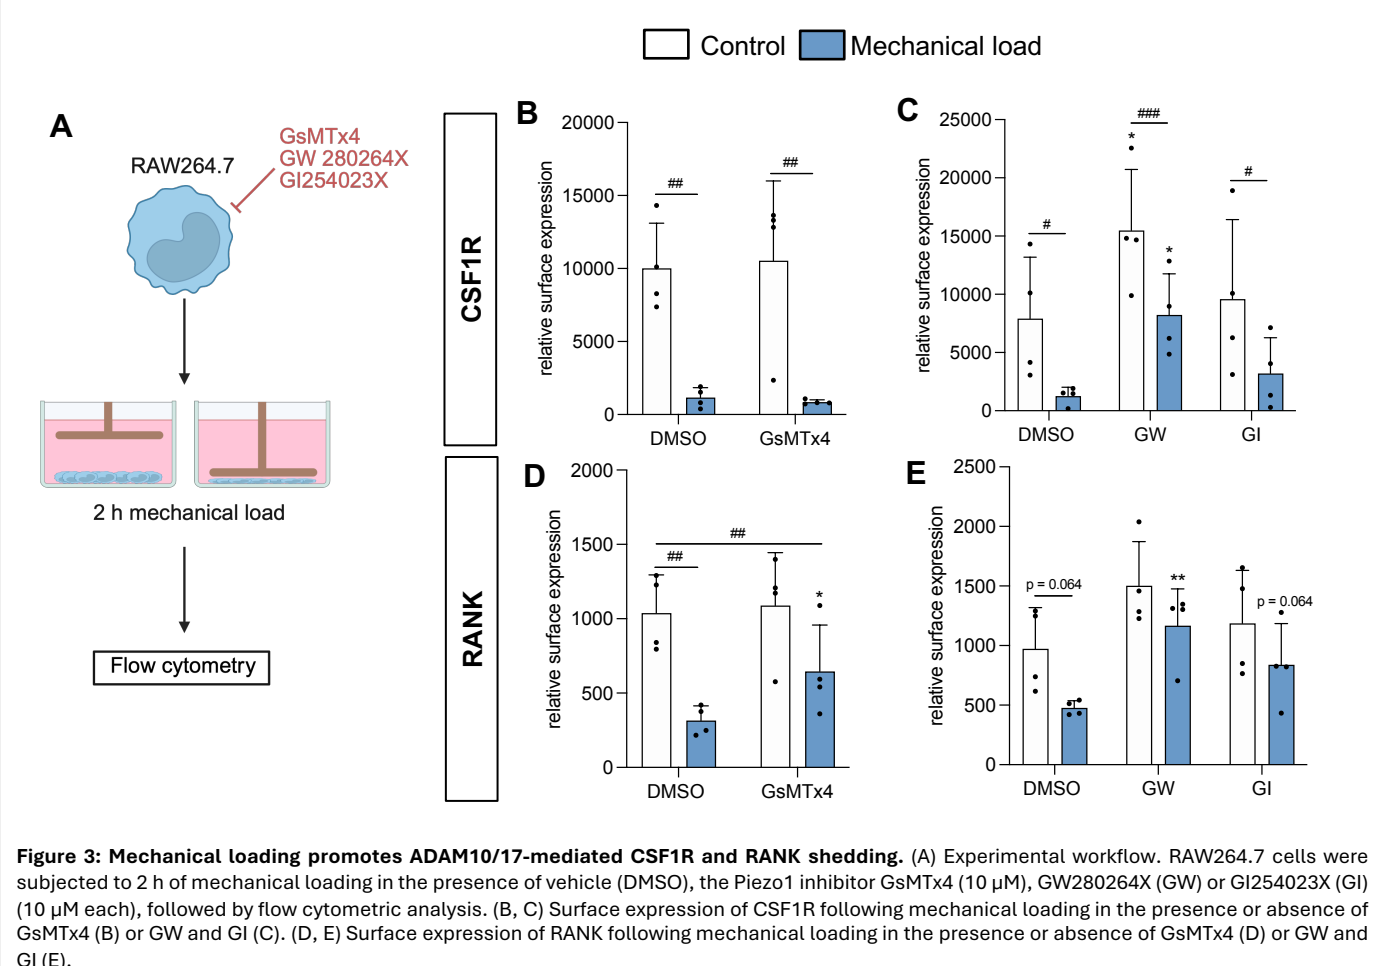 Control
Mechanical load
A
RAW264.7
GsMTx4
GW 280264X
GI254023X
2 h mechanical load
Flow cytometry
CSF1R
RANK
B
relative surface expression
20000
15000
10000
5000
0
##
##
DMSO
GsMTx4
C
relative surface expression
25000
20000
15000
10000
5000
0
#
###
*
*
#
DMSO
GW
GI
D
relative surface expression
2000
1500
1000
500
0
##
##
*
DMSO
GsMTx4
E
relative surface expression
2500
2000
1500
1000
500
0
p = 0.064
**
p = 0.064
DMSO
GW
GI
Figure 3: Mechanical loading promotes ADAM10/17-mediated CSF1R and RANK shedding. (A) Experimental workflow. RAW264.7 cells were
subjected to 2 h of mechanical loading in the presence of vehicle (DMSO), the Piezo1 inhibitor GsMTx4 (10 µM), GW280264X (GW) or GI254023X (GI)
(10 µM each), followed by flow cytometric analysis. (B, C) Surface expression of CSF1R following mechanical loading in the presence or absence of
GsMTx4 (B) or GW and GI (C). (D, E) Surface expression of RANK following mechanical loading in the presence or absence of GsMTx4 (D) or GW and
GI (E).